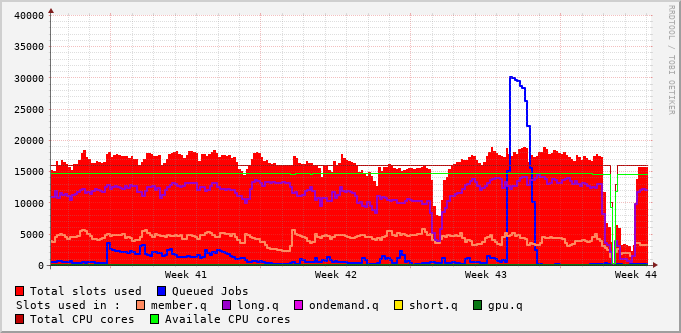 40000
35000
30000
25000
20000
15000
10000
5000
0
Week 41 Week 42 Week 43 Week 44
RRDTOOL / TOBI OETIKER
Total slots used Queued Jobs
Slots used in : member.q long.q ondemand.q short.q gpu.q
Total CPU cores Availale CPU cores